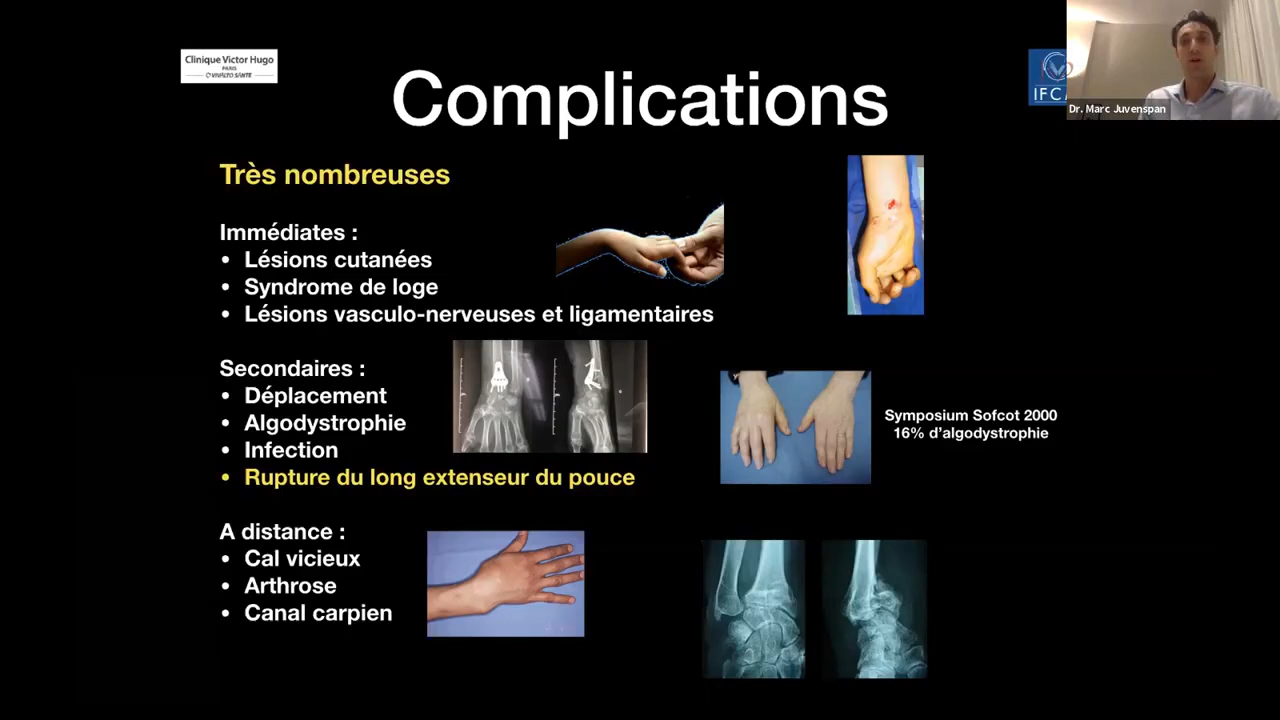 Clinique Victor Hugo
PARIS
VIVALTO SANTÉ
Complications
IFC
Dr. Marc Juvenspan
Très nombreuses
Immédiates :
• Lésions cutanées
• Syndrome de loge
• Lésions vasculo-nerveuses et ligamentaires
Secondaires :
• Déplacement
• Algodystrophie
• Infection
• Rupture du long extenseur du pouce
Symposium Sofcot 2000
16% d'algodystrophie
A distance :
• Cal vicieux
• Arthrose
• Canal carpien